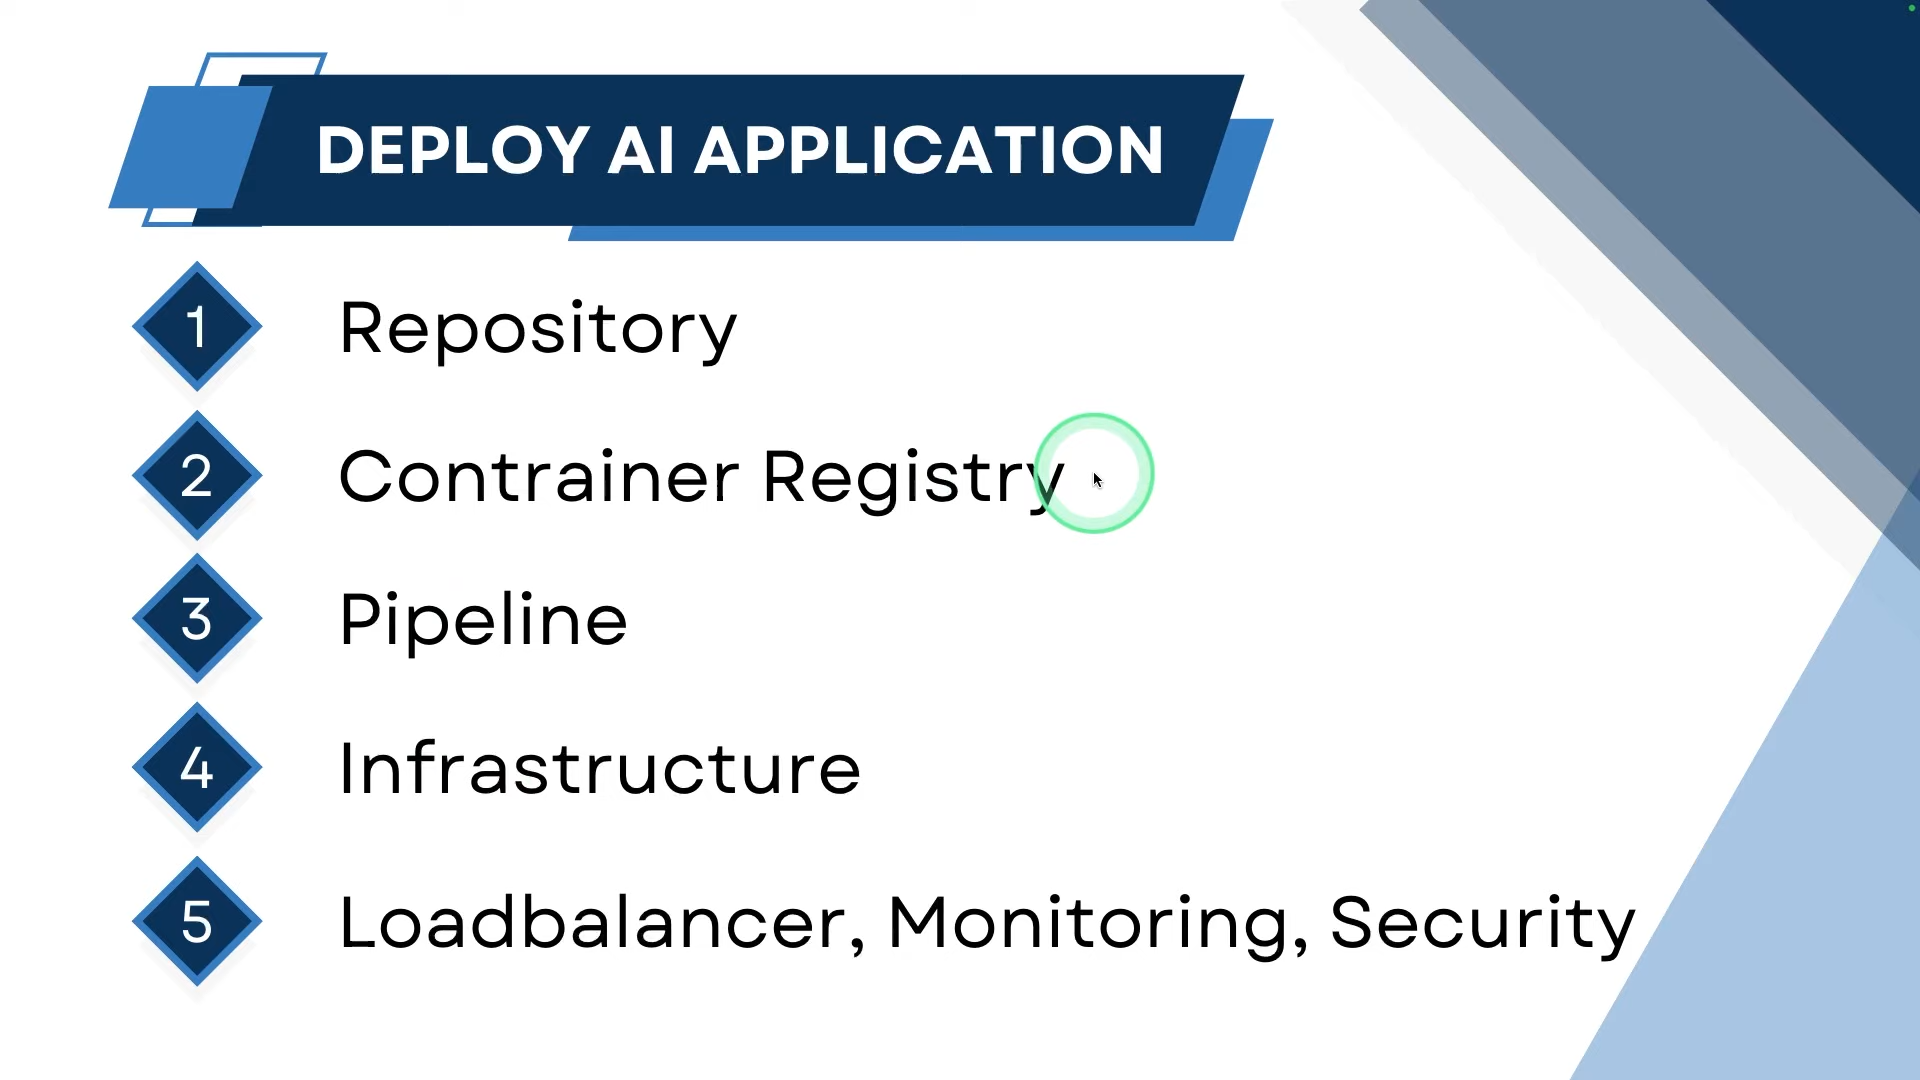 DEPLOY AI APPLICATION
1 Repository
2 Contrainer Registry
3 Pipeline
4 Infrastructure
5 Loadbalancer, Monitoring, Security